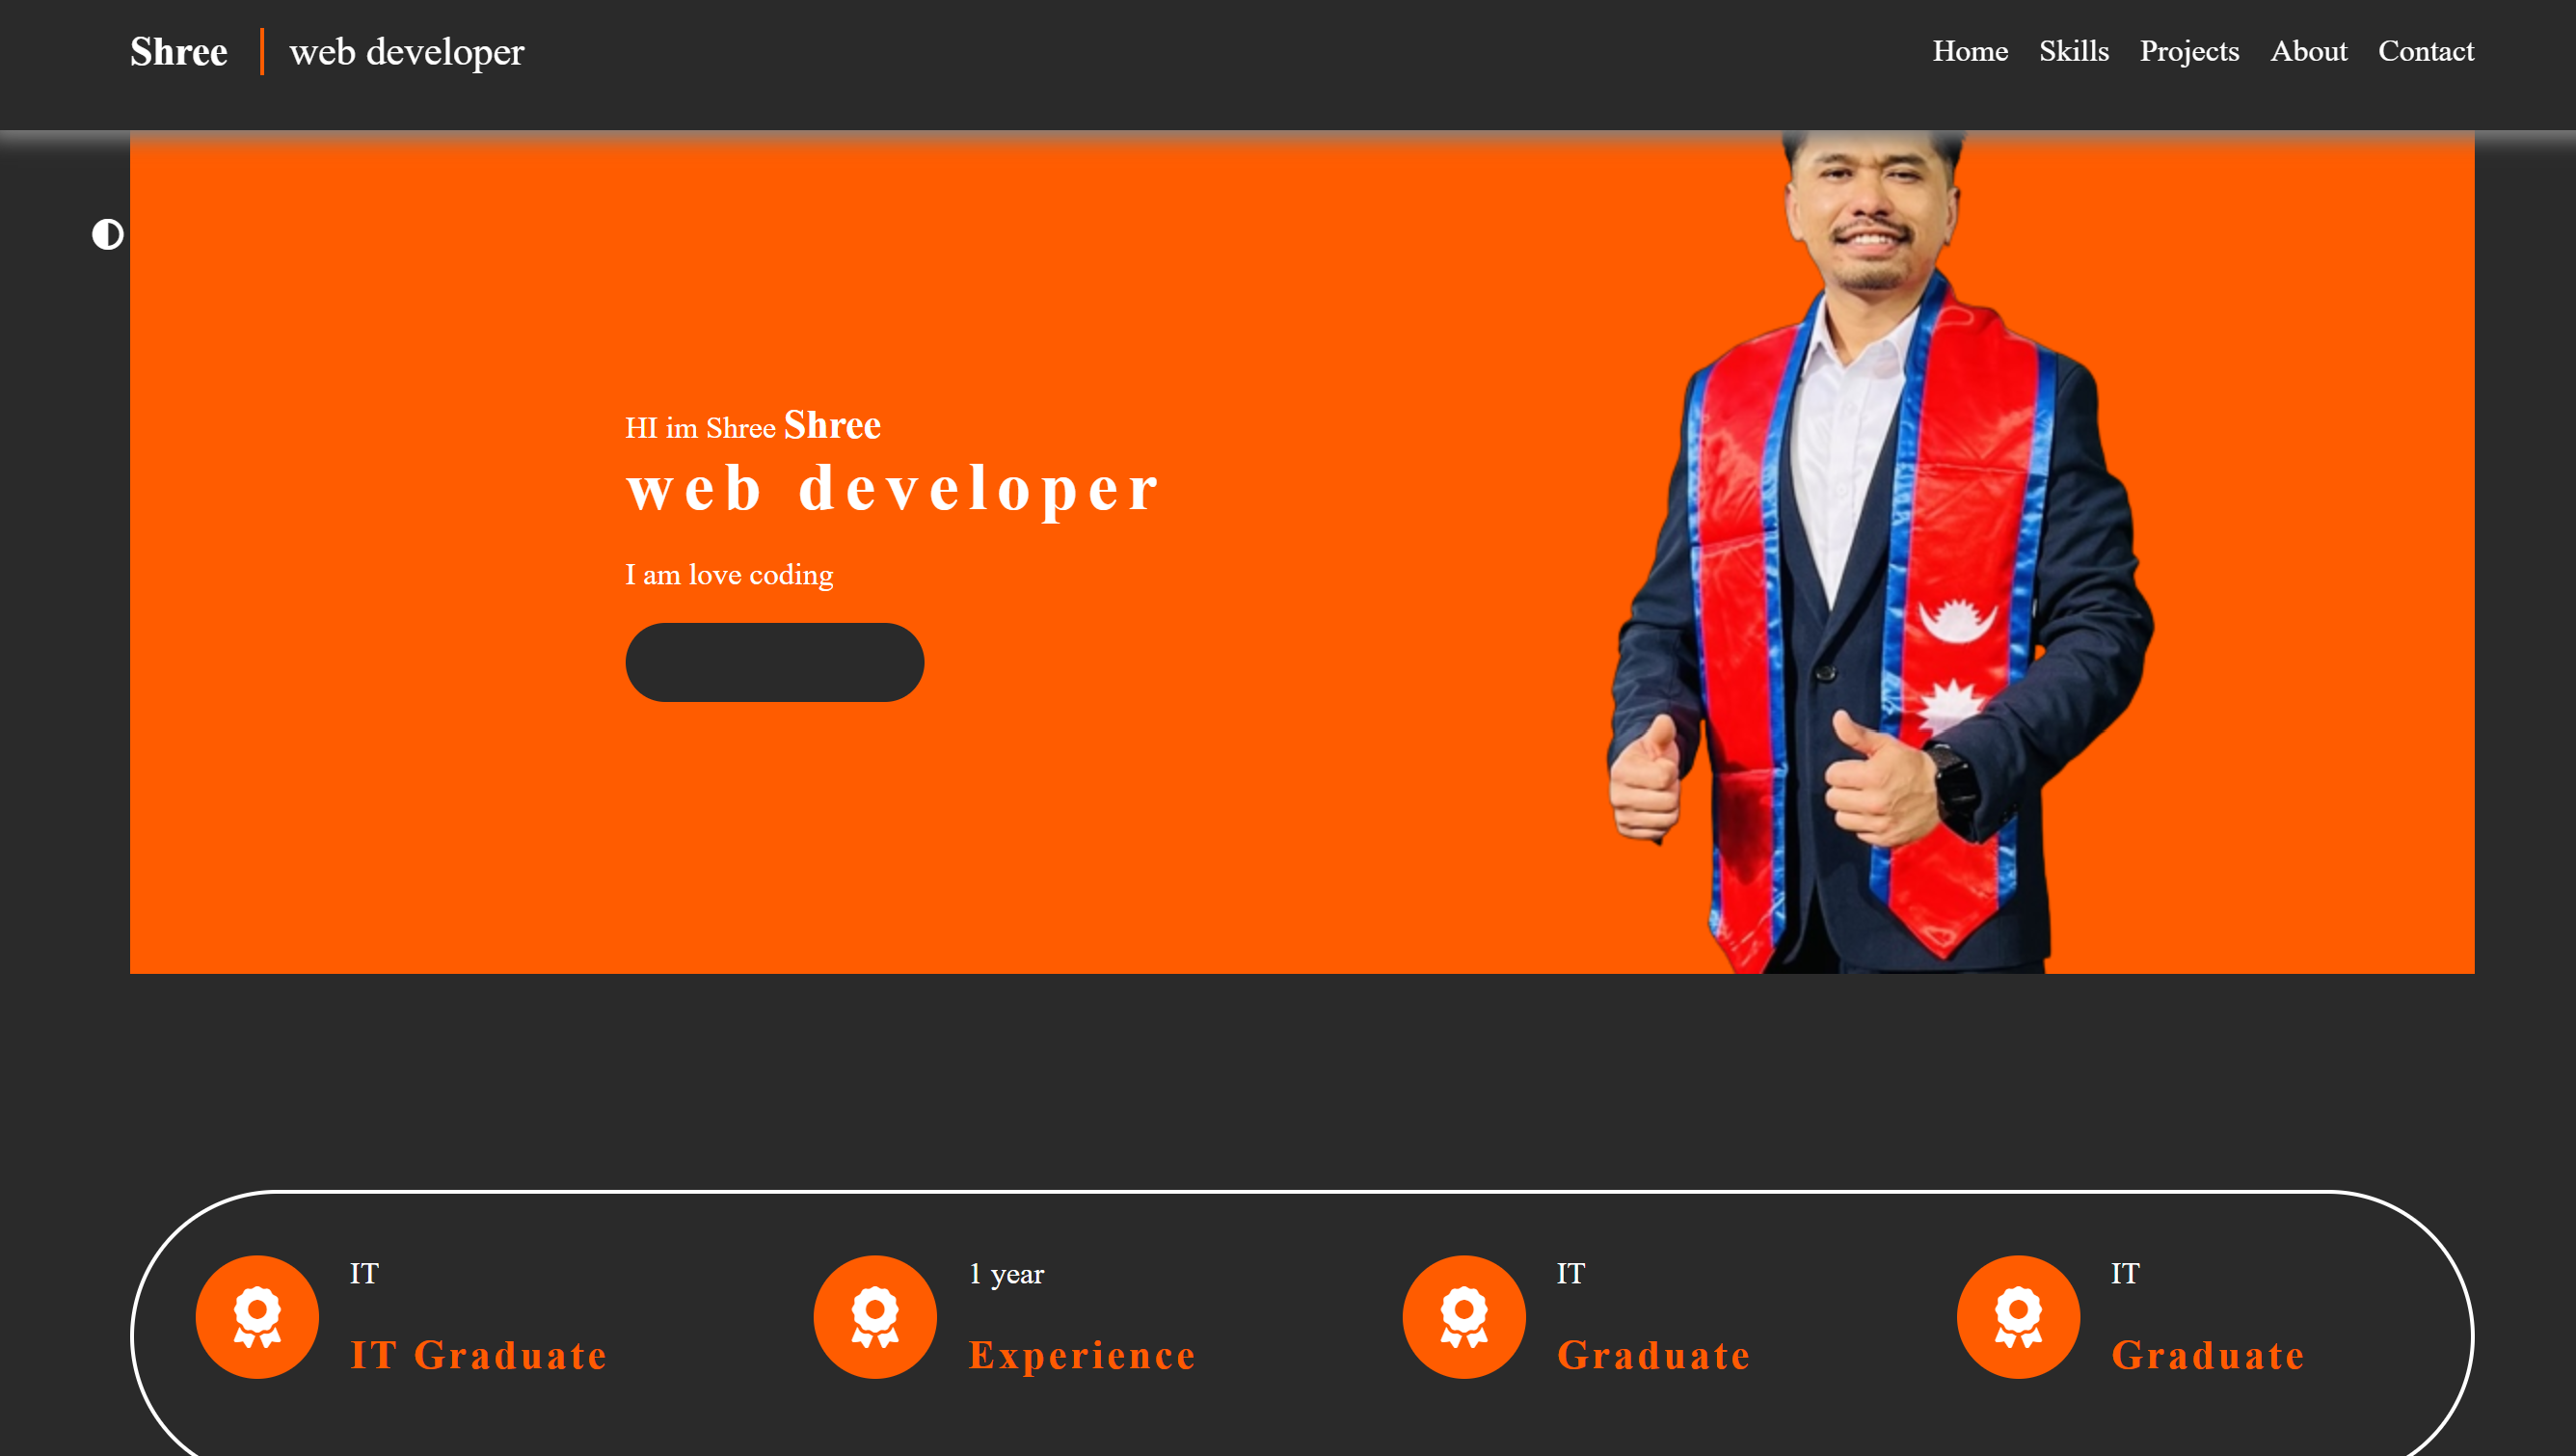 Shree web developer
Home Skills Projects About Contact
HI im Shree Shree
web developer
I am love coding
IT
IT Graduate
1 year
Experience
IT
Graduate
IT
Graduate